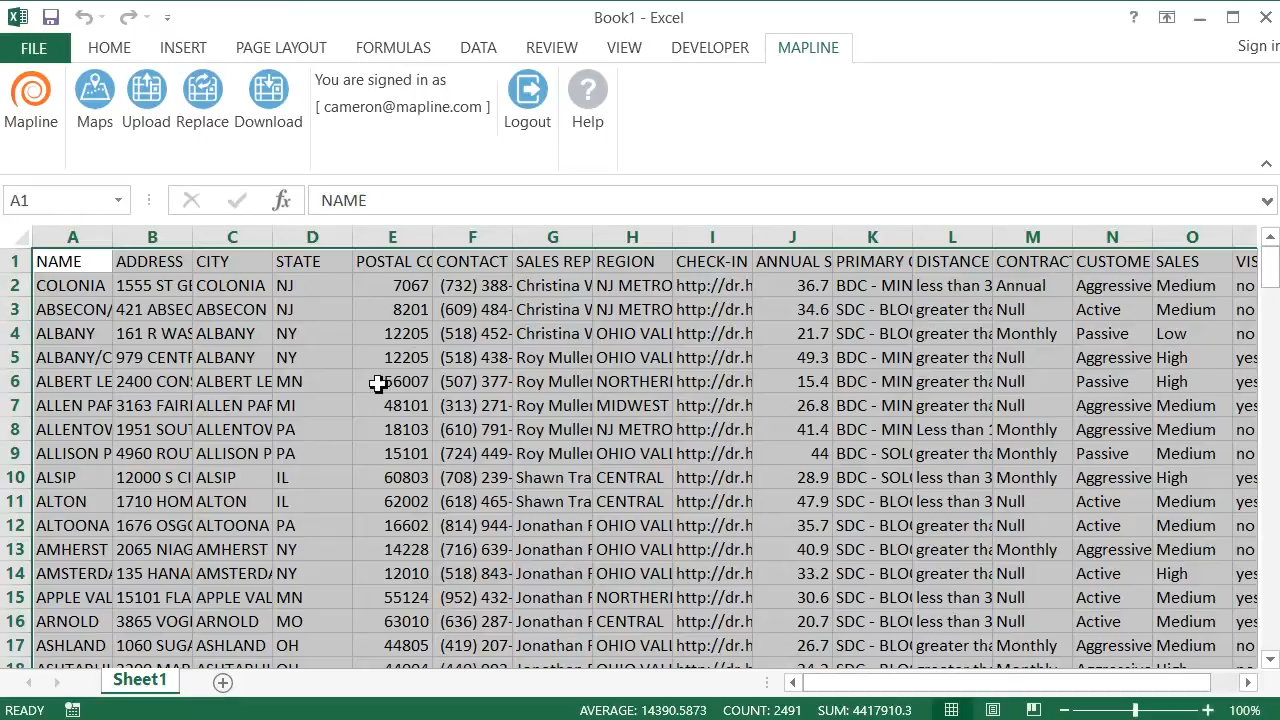 Book1 - Excel
FILE HOME INSERT PAGE LAYOUT FORMULAS DATA REVIEW VIEW DEVELOPER MAPLINE Sign in
You are signed in as
[ cameron@mapline.com ]
Mapline Maps Upload Replace Download Logout Help
A1 fx NAME
A B C D E F G H I J K L M N O
1 NAME ADDRESS CITY STATE POSTAL CO CONTACT SALES REP REGION CHECK-IN ANNUAL S PRIMARY DISTANCE CONTRACT CUSTOME SALES VIS
2 COLONIA 1555 ST GE COLONIA NJ 7067 (732) 388- Christina W NJ METRO http://dr.h 36.7 BDC - MIN less than 3 Annual Aggressive Medium no
3 ABSECON/ 421 ABSEC ABSECON NJ 8201 (609) 484- Christina W NJ METRO http://dr.h 34.6 SDC - BLO greater tha Null Active Medium no
4 ALBANY 161 R WAS ALBANY NY 12205 (518) 452- Christina W OHIO VALL http://dr.h 21.7 SDC - BLO greater tha Monthly Passive Low no
5 ALBANY/C 979 CENTR ALBANY NY 12205 (518) 438- Roy Muller OHIO VALL http://dr.h 49.3 BDC - MIN greater tha Null Aggressive High yes
6 ALBERT LE 2400 CONS ALBERT LE MN 56007 (507) 377- Roy Muller NORTHERN http://dr.h 15.4 BDC - MIN greater tha Null Passive High yes
7 ALLEN PAR 3163 FAIRL ALLEN PAR MI 48101 (313) 271- Roy Muller MIDWEST http://dr.h 26.8 BDC - MIN greater tha Null Aggressive Medium yes
8 ALLENTOW 1951 SOUT ALLENTOW PA 18103 (610) 791- Roy Muller NJ METRO http://dr.h 41.4 BDC - MIN Less than 1 Monthly Aggressive Medium no
9 ALLISON P 4960 ROUT ALLISON P PA 15101 (724) 449- Roy Muller OHIO VALL http://dr.h 44 BDC - SOL greater tha Monthly Passive Medium no
10 ALSIP 12000 S CI ALSIP IL 60803 (708) 239- Shawn Tra CENTRAL http://dr.h 28.9 BDC - SOL greater tha Monthly Aggressive High yes
11 ALTON 1710 HOM ALTON IL 62002 (618) 465- Shawn Tra CENTRAL http://dr.h 47.9 SDC - BLO less than 3 Null Active Medium yes
12 ALTOONA 1676 OSGO ALTOONA PA 16602 (814) 944- Jonathan F OHIO VALL http://dr.h 35.7 SDC - BLO less than 3 Null Active Medium no
13 AMHERST 2065 NIAG AMHERST NY 14228 (716) 639- Jonathan F OHIO VALL http://dr.h 40.9 SDC - BLO greater tha Monthly Aggressive Medium no
14 AMSTERDA 135 HANA AMSTERDA NY 12010 (518) 843- Jonathan F OHIO VALL http://dr.h 33.2 SDC - BLO greater tha Null Active High yes
15 APPLE VAL 15101 FLA APPLE VAL MN 55124 (952) 432- Jonathan F NORTHERN http://dr.h 30.6 SDC - BLO less than 3 Null Active Medium yes
16 ARNOLD 3865 VOGE ARNOLD MO 63010 (636) 287- Jonathan F CENTRAL http://dr.h 20.7 SDC - BLO less than 3 Null Active Medium no
17 ASHLAND 1060 SUGA ASHLAND OH 44805 (419) 207- Jonathan F OHIO VALL http://dr.h 26.7 SDC - BLO greater tha Monthly Aggressive Medium yes
Sheet1
READY AVERAGE: 14390.5873 COUNT: 2491 SUM: 4417910.3 100%